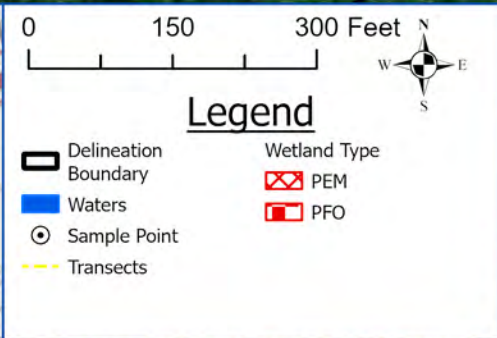 0 150 300 Feet
N
W E
S
Legend
Delineation
Boundary
Waters
Sample Point
Transects
Wetland Type
PEM
PFO